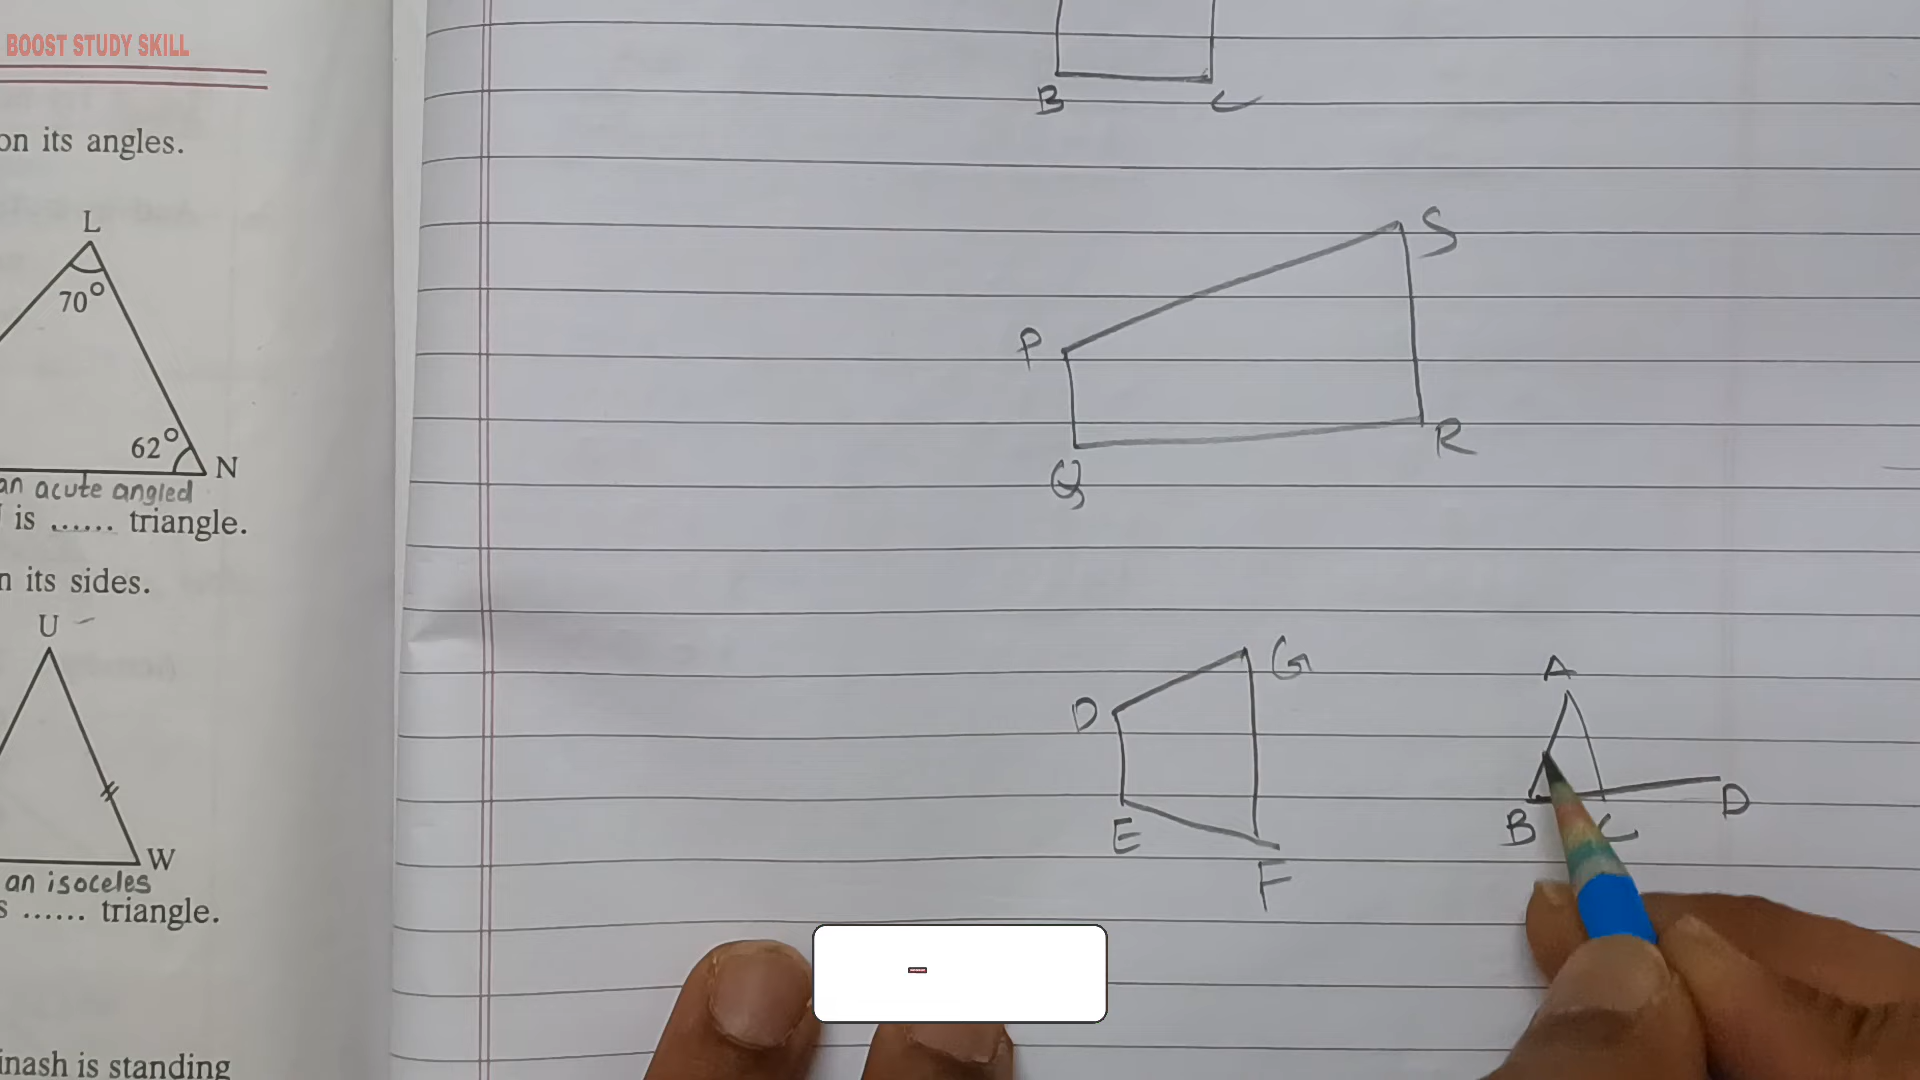 BOOST STUDY SKILL
on its angles.
L
70°
62°
N
an acute angled
is ...... triangle.
n its sides.
U
W
an isoceles
s ...... triangle.
inash is standing
B C
S
P
R
Q
G
D
E
F
A
B C D